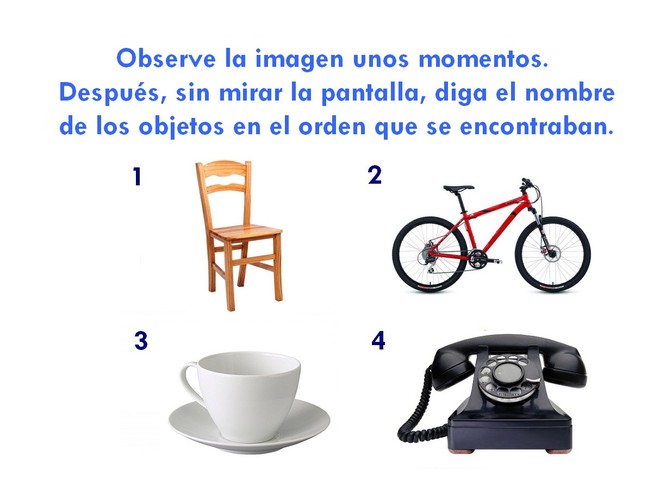 Observe la imagen unos momentos.
Después, sin mirar la pantalla, diga el nombre
de los objetos en el orden que se encontraban.
1
2
3
4